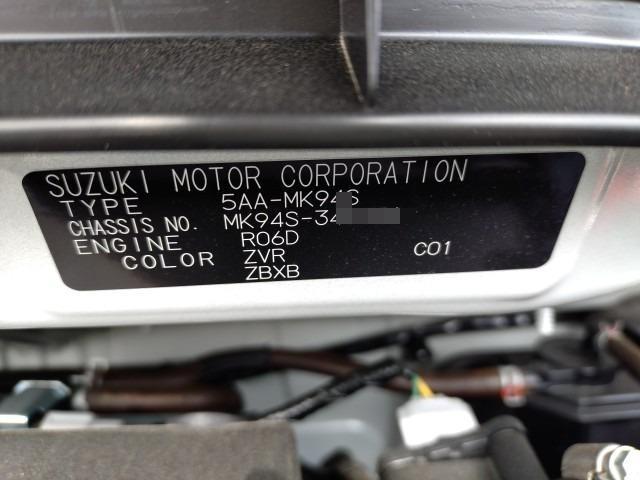 SUZUKI MOTOR CORPORATION
TYPE 5AA-MK94S
CHASSIS NO. MK94S-34
ENGINE R06D
COLOR ZVR C01
ZBXB